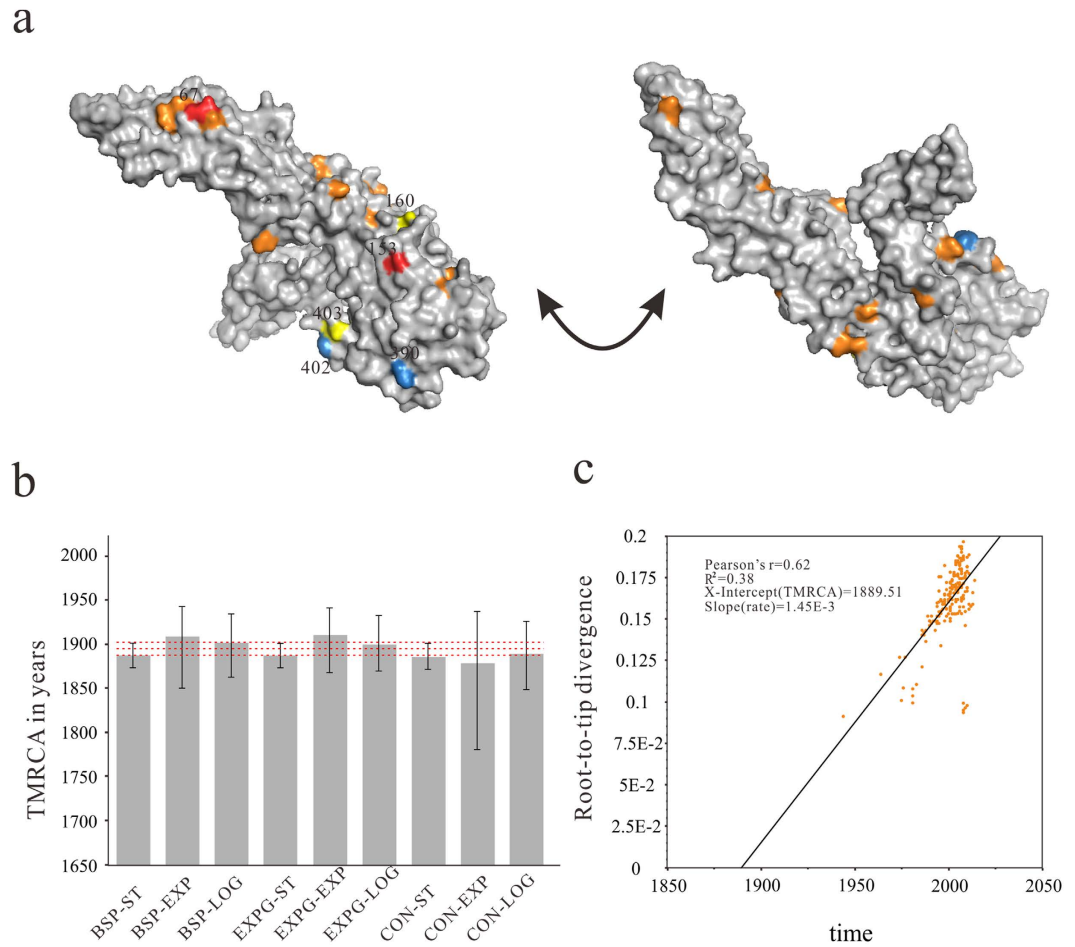 a
67
160
153
403
402
390
b
c
TMRCA in years
2000
1950
1900
1850
1800
1750
1700
1650
BSP-ST
BSP-EXP
BSP-LOG
EXPG-ST
EXPG-EXP
EXPG-LOG
CON-ST
CON-EXP
CON-LOG
Root-to-tip divergence
0.2
0.175
0.15
0.125
0.1
7.5E-2
5E-2
2.5E-2
0
Pearson's r=0.62
R²=0.38
X-Intercept(TMRCA)=1889.51
Slope(rate)=1.45E-3
1850
1900
1950
2000
2050
time